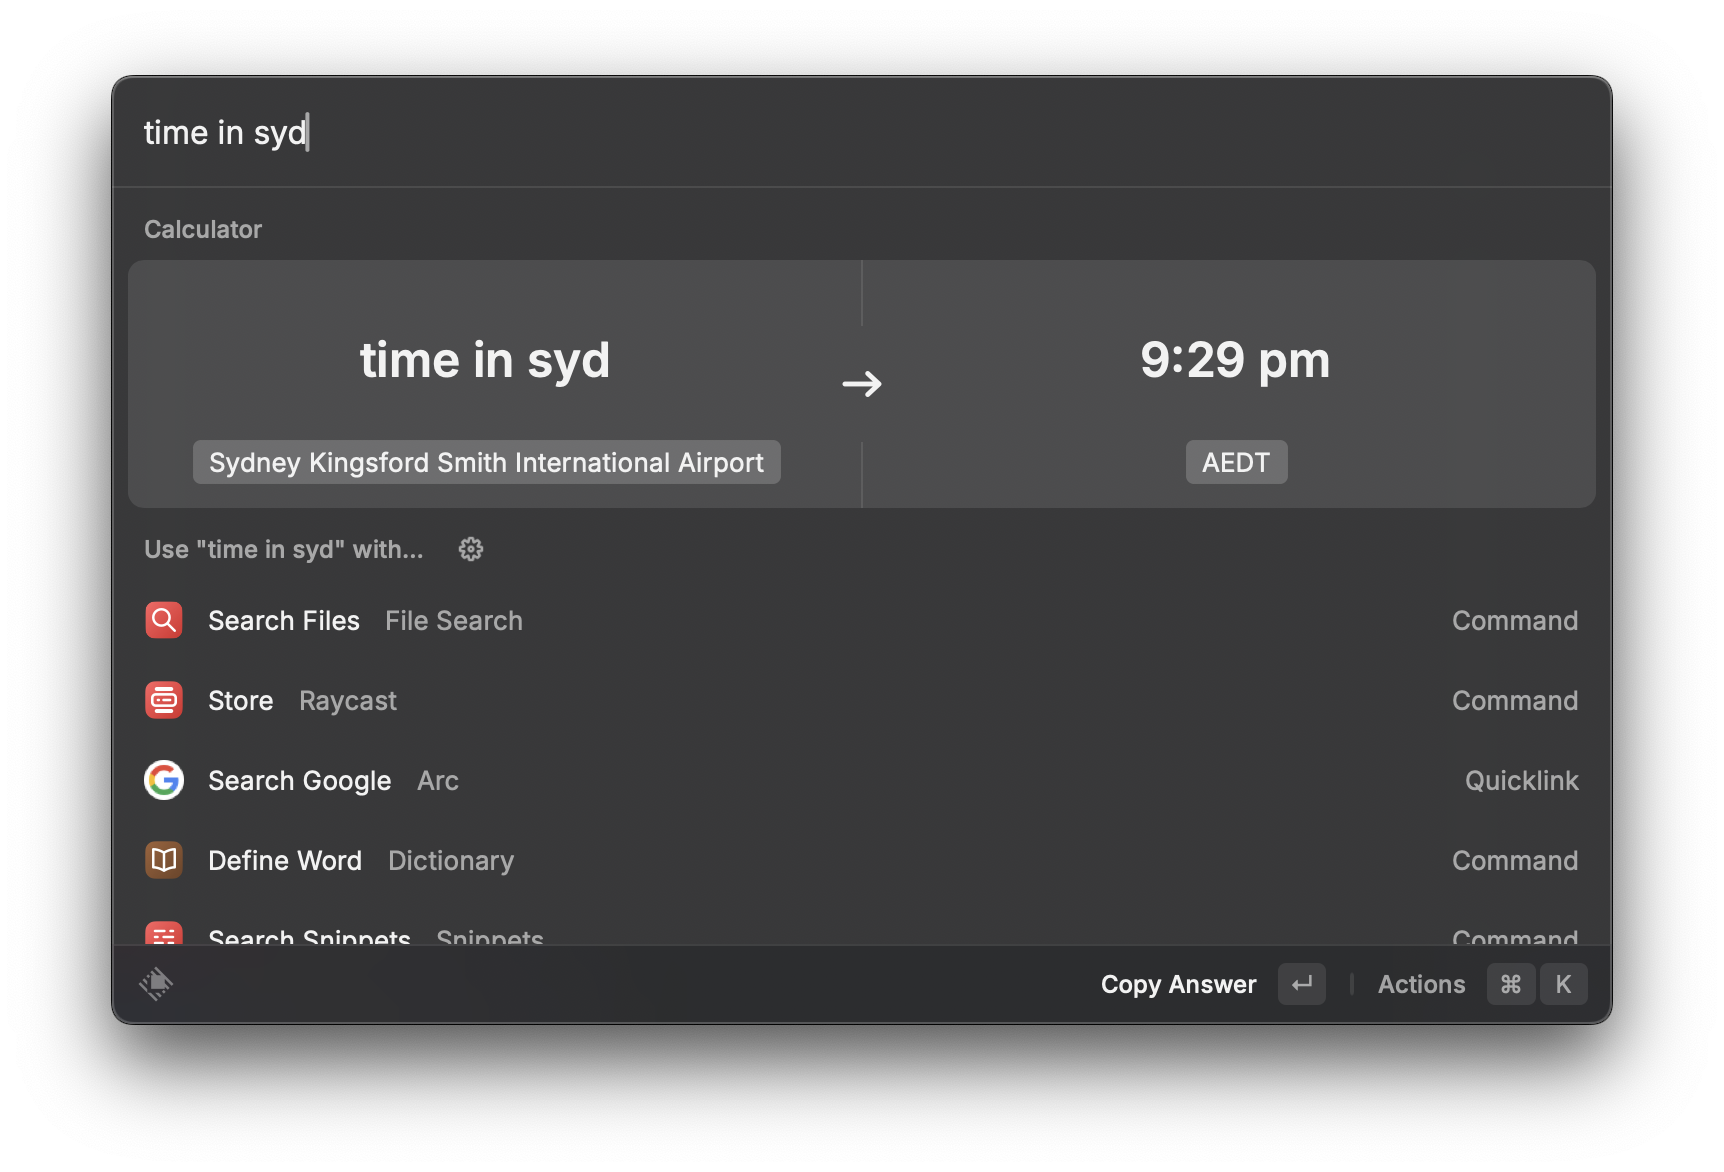 time in syd
Calculator
time in syd → 9:29 pm
Sydney Kingsford Smith International Airport AEDT
Use "time in syd" with...
Search Files File Search Command
Store Raycast Command
Search Google Arc Quicklink
Define Word Dictionary Command
Search Snippets Snippets Command
Copy Answer ↵ Actions ⌘ K